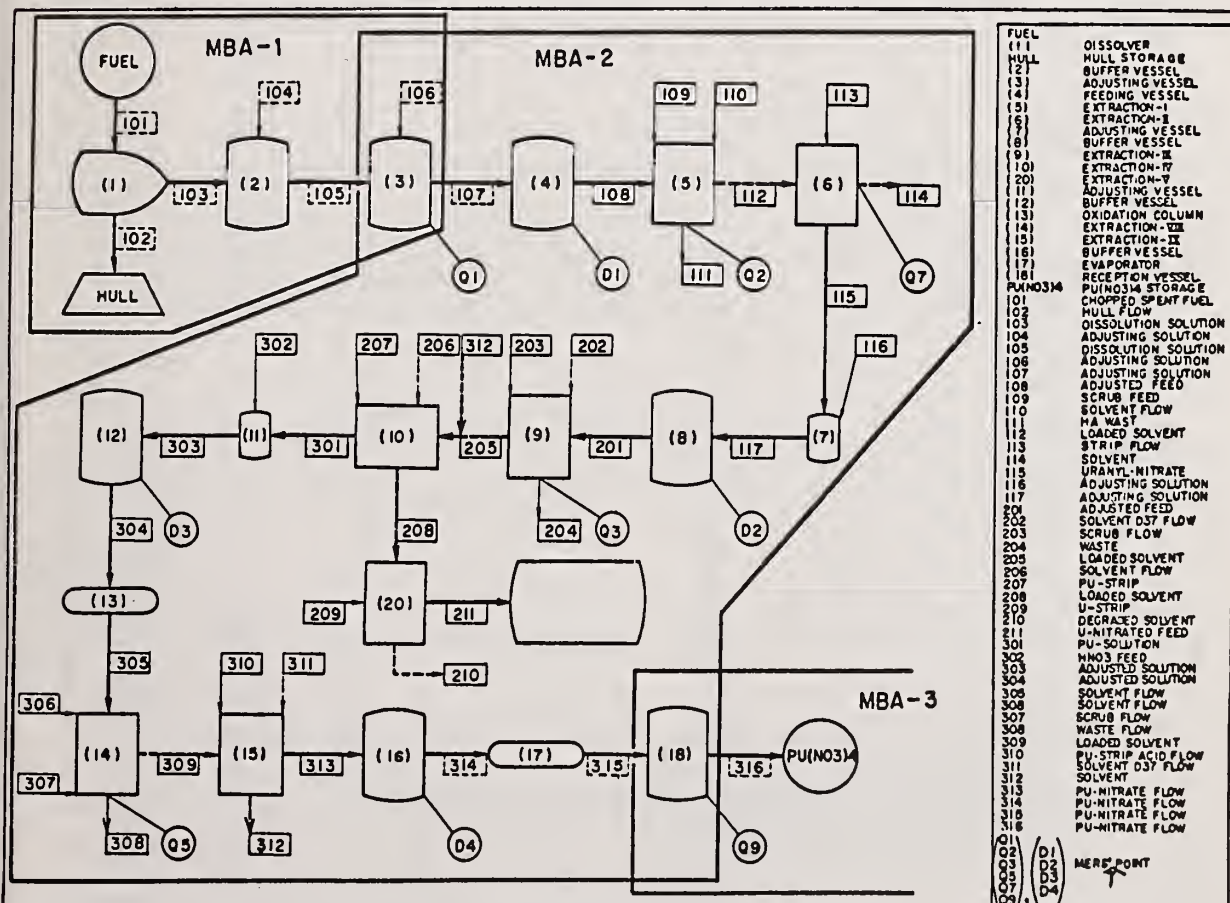 MBA-1
MBA-2
FUEL
104
106
109
110
113
101
(1)
103
(2)
105
(3)
107
(4)
108
(5)
112
(6)
114
102
HULL
Q1
D1
111
Q2
Q7
115
302
207
206
312
203
202
116
(12)
303
(11)
301
(10)
205
(9)
201
(8)
117
(7)
304
D3
208
204
Q3
D2
(13)
209
(20)
211
305
310
311
210
MBA-3
306
(14)
309
(15)
313
(16)
314
(17)
315
(18)
316
PU(NO3)4
307
308
Q5
312
D4
Q9
FUEL
(1) DISSOLVER
HULL HULL STORAGE
(2) BUFFER VESSEL
(3) ADJUSTING VESSEL
(4) FEEDING VESSEL
(5) EXTRACTION-I
(6) EXTRACTION-II
(7) ADJUSTING VESSEL
(8) BUFFER VESSEL
(9) EXTRACTION-III
(10) EXTRACTION-IV
(20) EXTRACTION-V
(11) ADJUSTING VESSEL
(12) BUFFER VESSEL
(13) OXIDATION COLUMN
(14) EXTRACTION-VIII
(15) EXTRACTION-IX
(16) BUFFER VESSEL
(17) EVAPORATOR
(18) RECEPTION VESSEL
PU(NO3)4 PU(NO3)4 STORAGE
101 CHOPPED SPENT FUEL
102 HULL FLOW
103 DISSOLUTION SOLUTION
104 ADJUSTING SOLUTION
105 DISSOLUTION SOLUTION
106 ADJUSTING SOLUTION
107 ADJUSTING SOLUTION
108 ADJUSTED FEED
109 SCRUB FEED
110 SOLVENT FLOW
111 HA WAST
112 LOADED SOLVENT
113 STRIP FLOW
114 SOLVENT
115 URANYL-NITRATE
116 ADJUSTING SOLUTION
117 ADJUSTING SOLUTION
201 ADJUSTED FEED
202 SOLVENT D37 FLOW
203 SCRUB FLOW
204 WASTE
205 LOADED SOLVENT
206 SOLVENT FLOW
207 PU-STRIP
208 LOADED SOLVENT
209 U-STRIP
210 DEGRADED SOLVENT
211 U-NITRATED FEED
301 PU-SOLUTION
302 HNO3 FEED
303 ADJUSTED SOLUTION
304 ADJUSTED SOLUTION
305 SOLVENT FLOW
306 SOLVENT FLOW
307 SCRUB FLOW
308 WASTE FLOW
309 LOADED SOLVENT
310 PU-STRIP ACID FLOW
311 SOLVENT D37 FLOW
312 SOLVENT
313 PU-NITRATE FLOW
314 PU-NITRATE FLOW
315 PU-NITRATE FLOW
316 PU-NITRATE FLOW
Q1
Q2 D1
Q3 D2
Q5 D3
Q7 D4
Q9, POINT